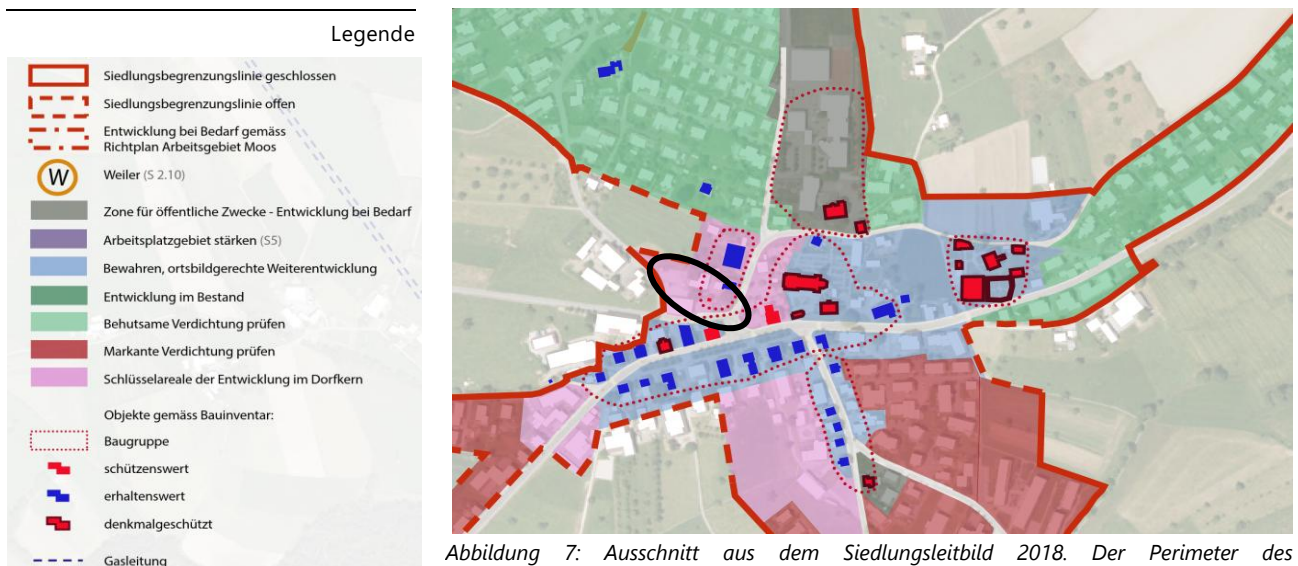 Legende
Siedlungsbegrenzungslinie geschlossen
Siedlungsbegrenzungslinie offen
Entwicklung bei Bedarf gemäss
Richtplan Arbeitsgebiet Moos
W
Weiler (S 2.10)
Zone für öffentliche Zwecke - Entwicklung bei Bedarf
Arbeitsplatzgebiet stärken (S5)
Bewahren, ortsbildgerechte Weiterentwicklung
Entwicklung im Bestand
Behutsame Verdichtung prüfen
Markante Verdichtung prüfen
Schlüsselareale der Entwicklung im Dorfkern
Objekte gemäss Bauinventar:
Baugruppe
schützenswert
erhaltenswert
denkmalgeschützt
Gasleitung
Abbildung 7: Ausschnitt aus dem Siedlungsleitbild 2018. Der Perimeter des